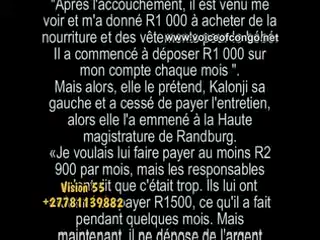 "Après l'accouchement, il est venu me
voir et m'a donné R1 000 à acheter de la
nourriture et des
www.voiceofcongo.net
Il a commencé à déposer R1 000 sur
mon compte chaque mois ".
Mais alors, elle le prétend, Kalonji sa
gauche et a cessé de payer l'entretien,
alors elle l'a emmené à la Haute
magistrature de Randburg.
«Je voulais lui faire payer au moins R2
900 par mois, mais les responsables
dit que c'était trop. Ils lui ont
Vision 55
+27781139882
payer R1500, ce qu'il a
fait pendant quelques mois. Mais
maintenant, il ne dépose de l'argent